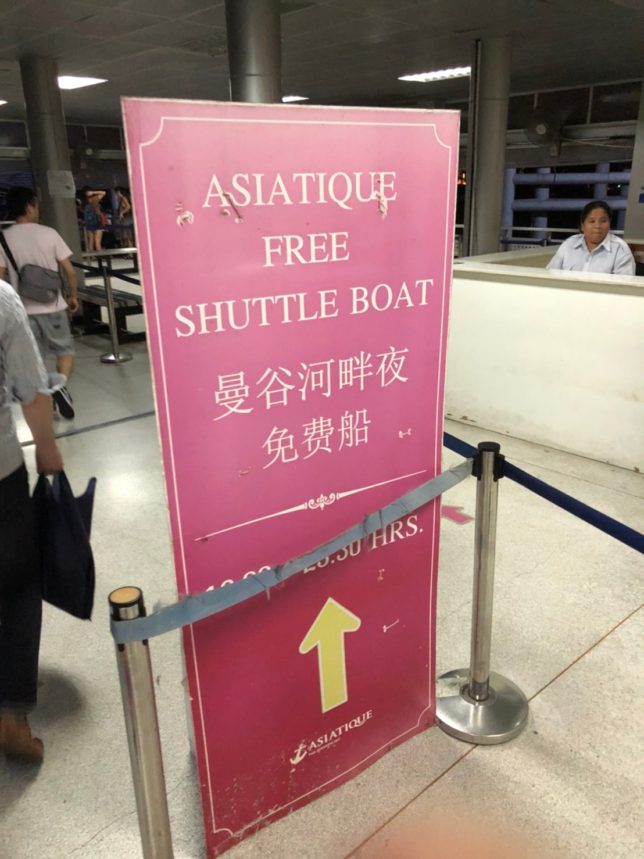 ASIATIQUE
FREE
SHUTTLE BOAT
曼谷河畔夜
免费船
HRS.
ASIATIQUE